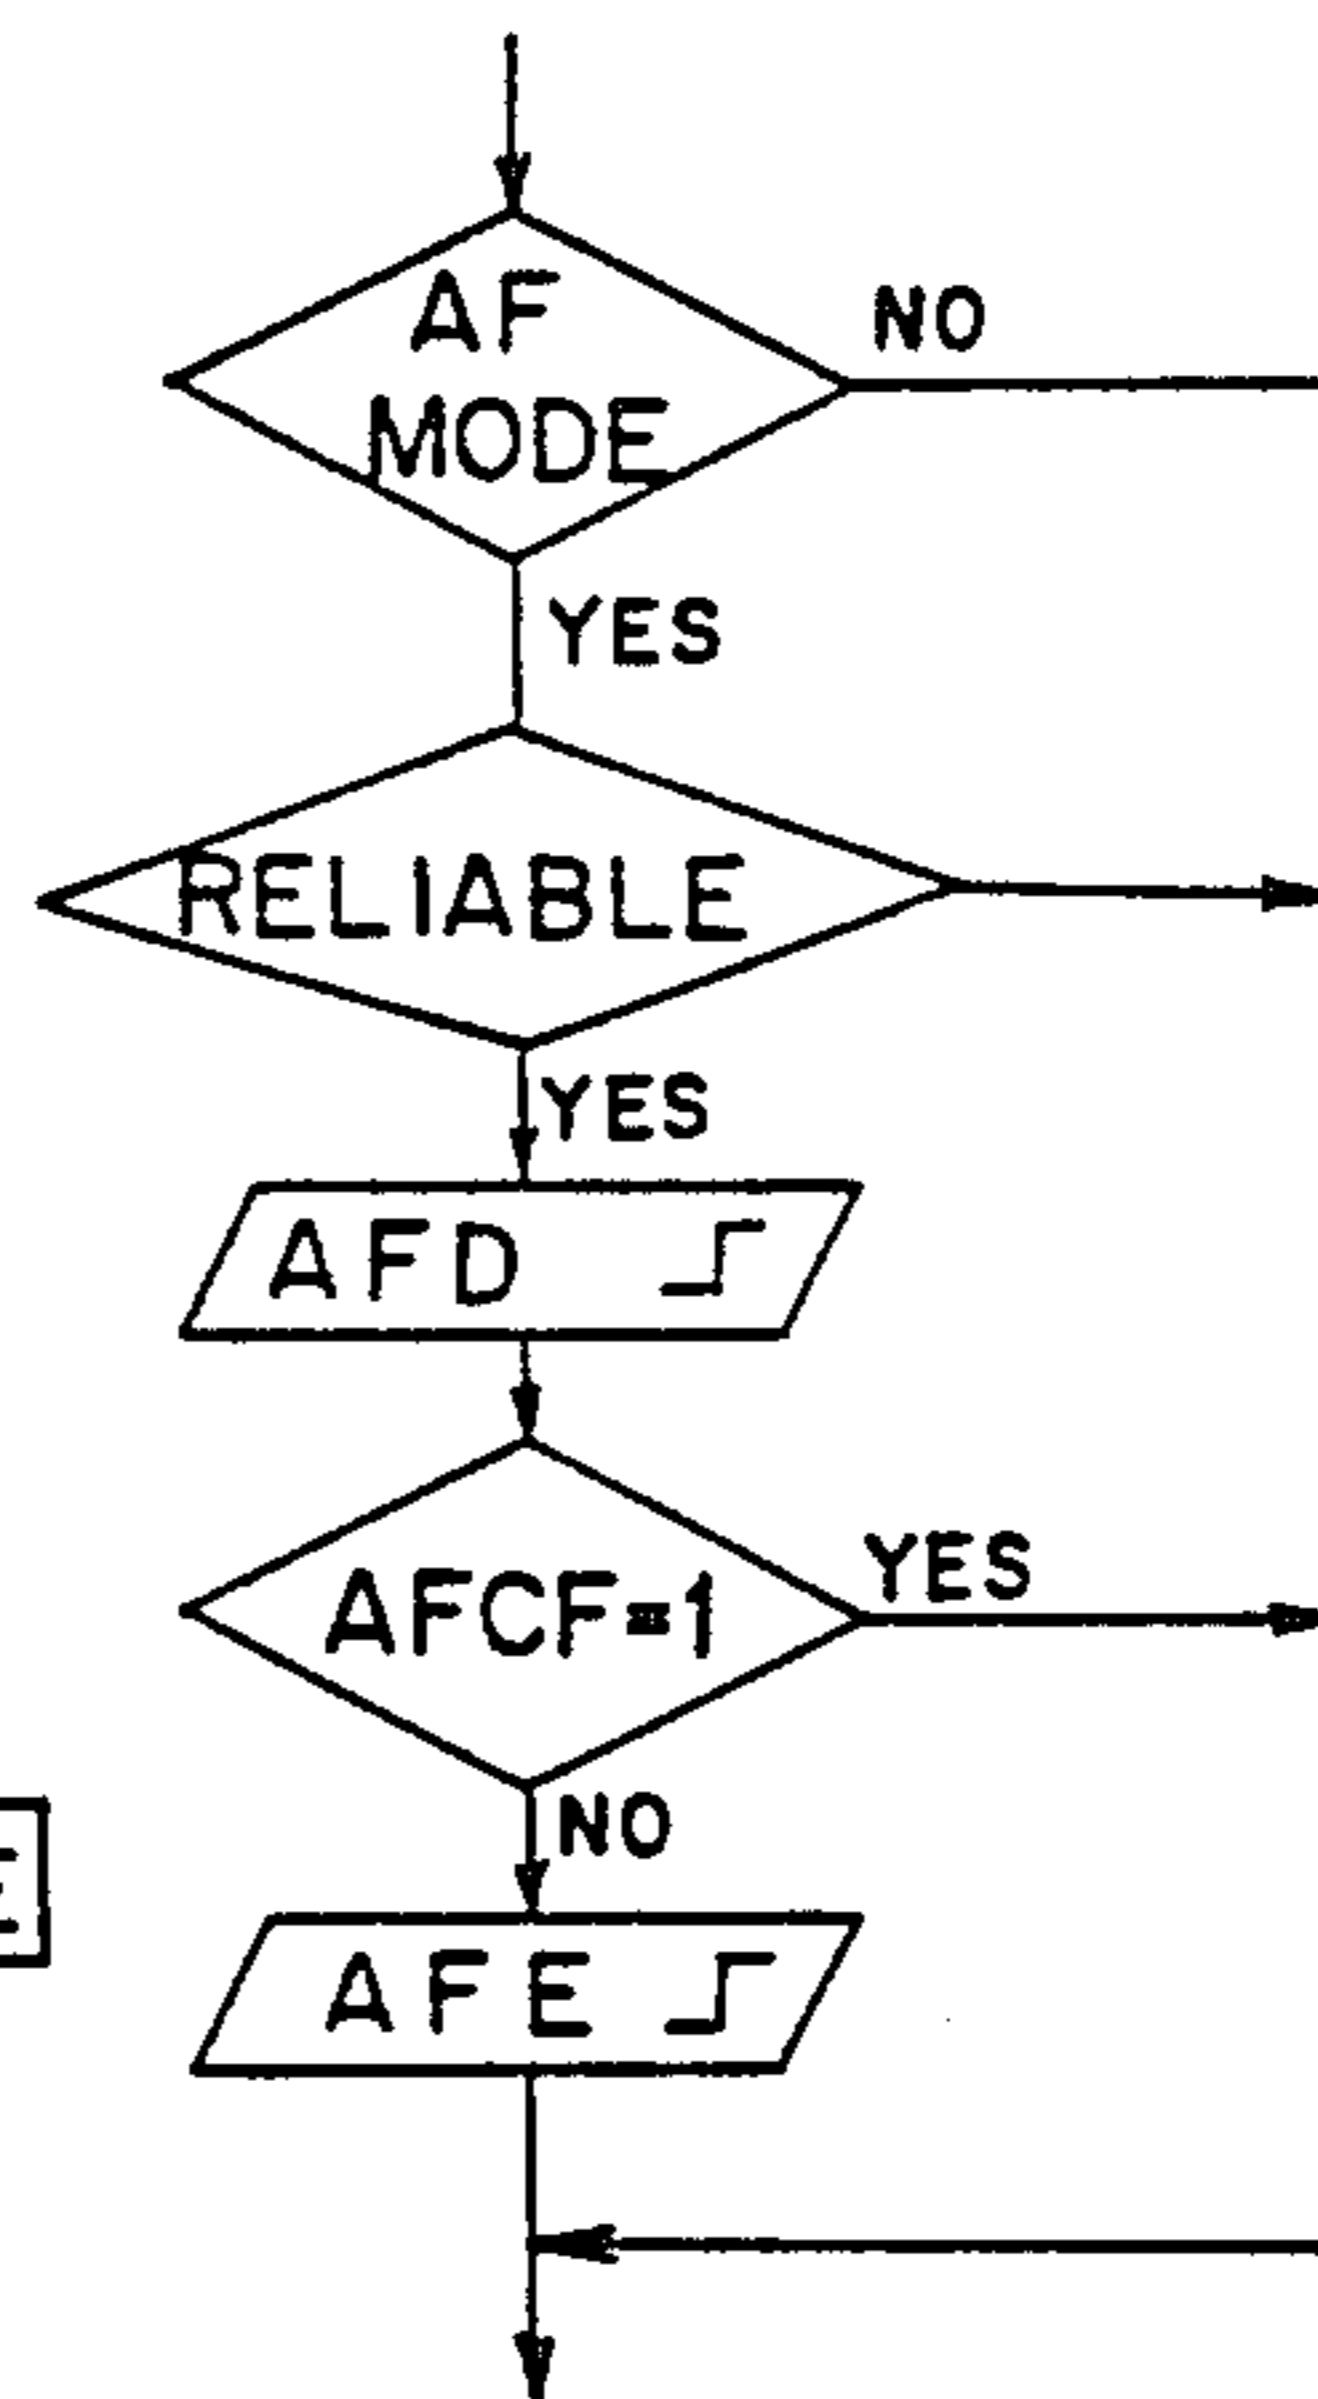 AF
NO
MODE
YES
RELIABLE
YES
AFD
YES
AFCF=1
NO
E
AFE